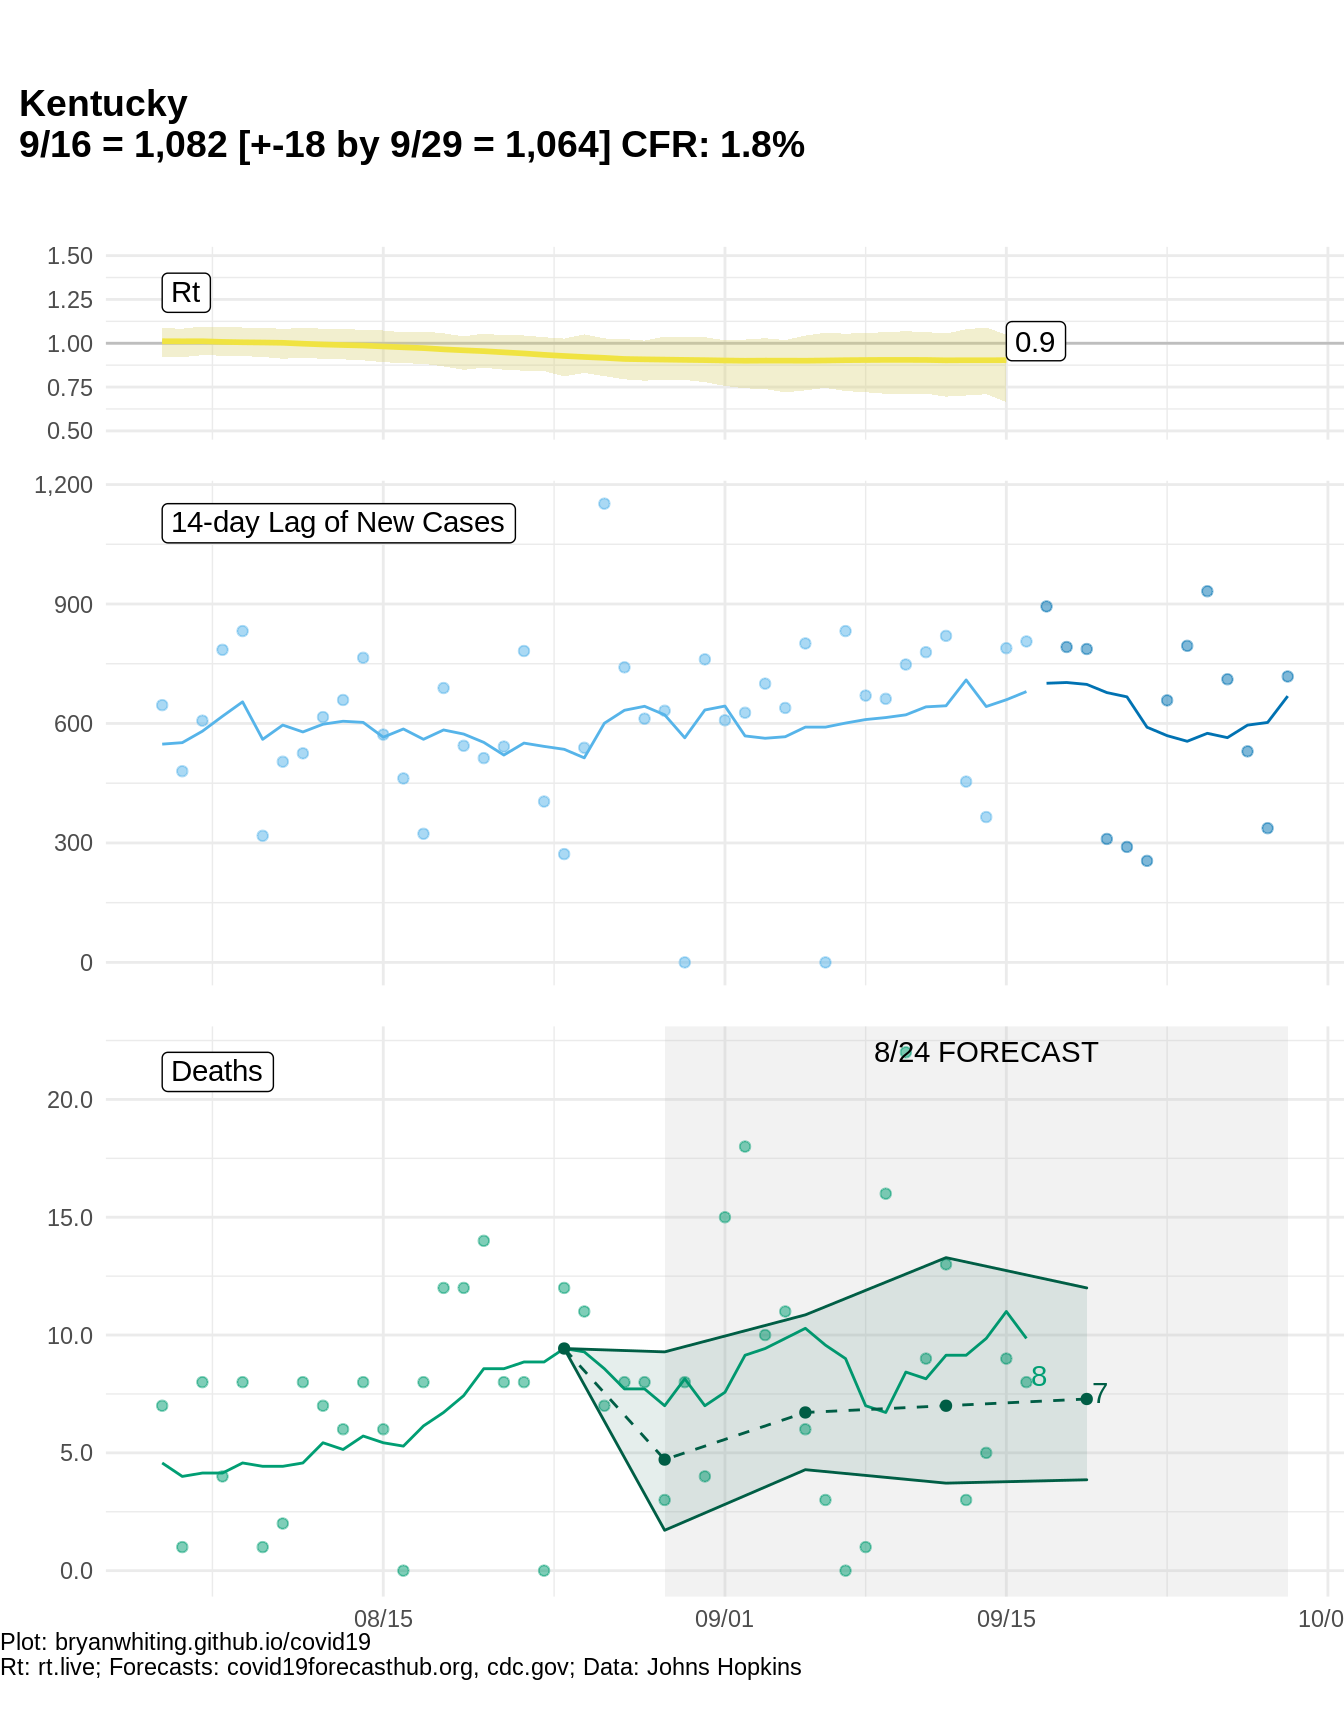 Kentucky
9/16 = 1,082 [+-18 by 9/29 = 1,064] CFR: 1.8%
1.50
Rt
1.25
1.00
0.9
0.75
0.50
1,200
14-day Lag of New Cases
900
600
300
0
8/24 FORECAST
Deaths
20.0
15.0
10.0
8
7
5.0
0.0
08/15
09/01
09/15
10/0
Plot: bryanwhiting.github.io/covid19
Rt: rt.live; Forecasts: covid19forecasthub.org, cdc.gov; Data: Johns Hopkins